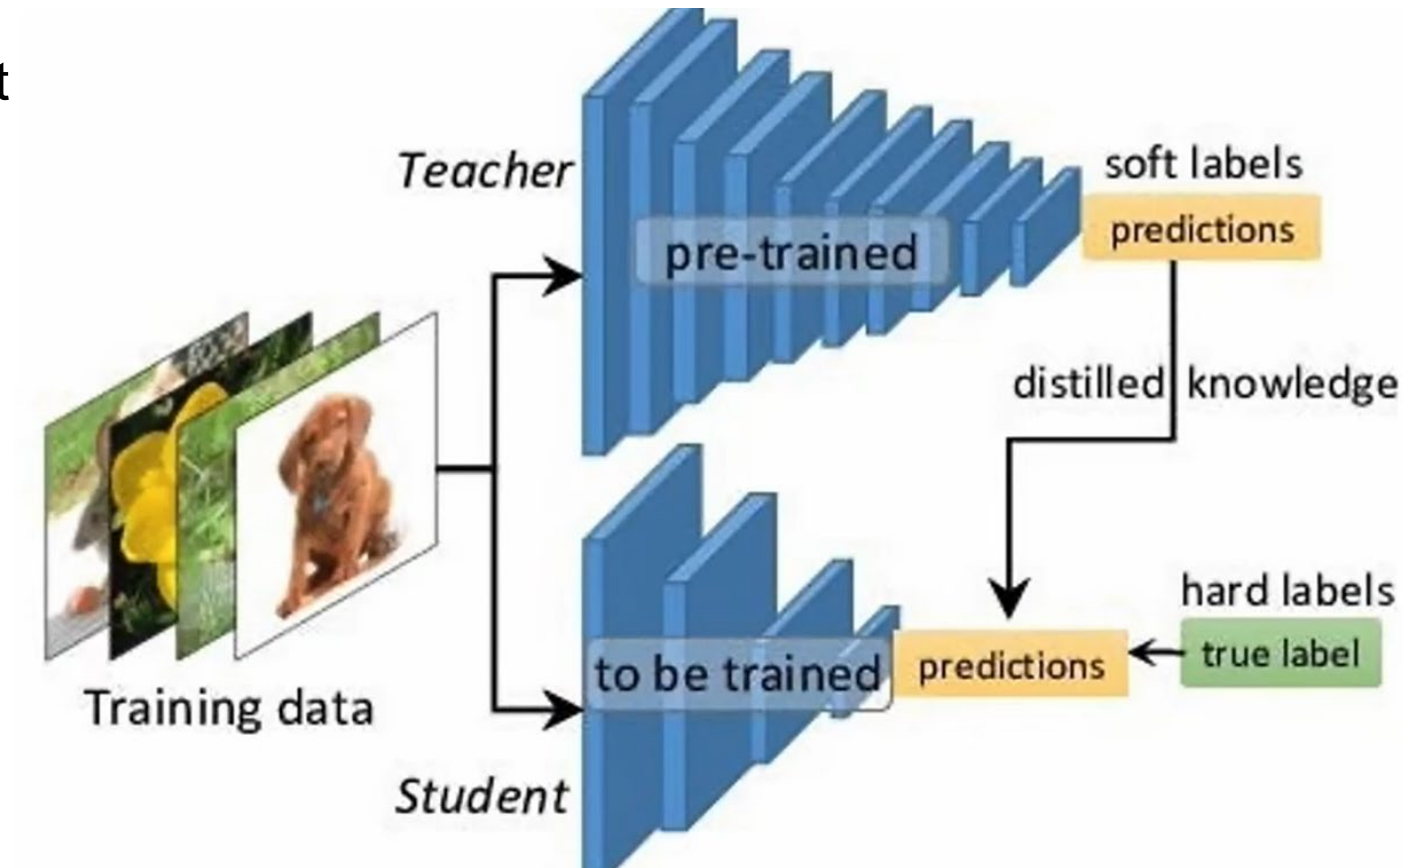 t
Teacher
soft labels
predictions
pre-trained
distilled knowledge
hard labels
true label
predictions
to be trained
Training data
Student